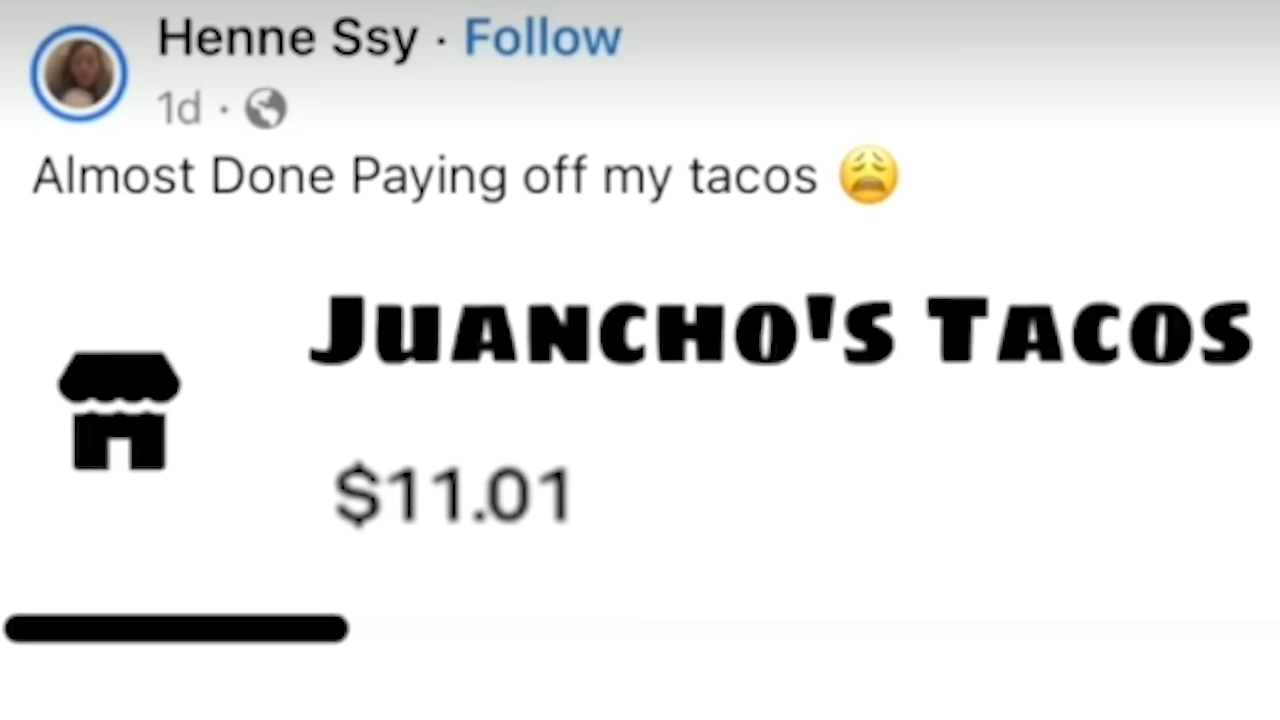 Henne Ssy · Follow
1d ·
Almost Done Paying off my tacos 😩
Juancho's Tacos
$11.01